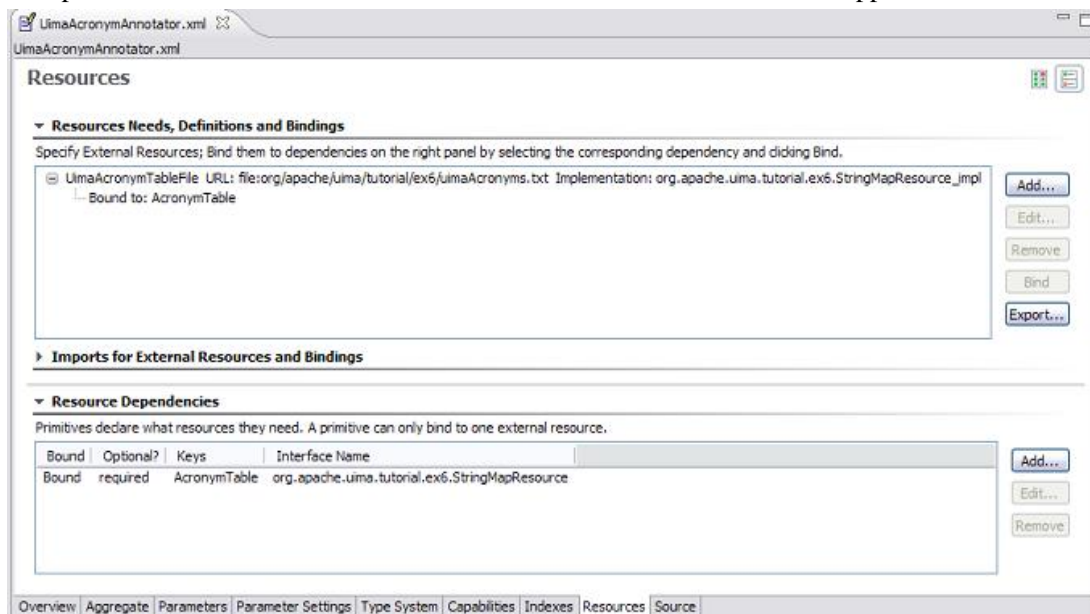 UimaAcronymAnnotator.xml
UimaAcronymAnnotator.xml
Resources
Resources Needs, Definitions and Bindings
Specify External Resources; Bind them to dependencies on the right panel by selecting the corresponding dependency and clicking Bind.
UimaAcronymTableFile URL: file:org/apache/uima/tutorial/ex6/uimaAcronyms.txt Implementation: org.apache.uima.tutorial.ex6.StringMapResource_impl
Bound to: AcronymTable
Add...
Edit...
Remove
Bind
Export...
Imports for External Resources and Bindings
Resource Dependencies
Primitives declare what resources they need. A primitive can only bind to one external resource.
Bound Optional? Keys Interface Name
Bound required AcronymTable org.apache.uima.tutorial.ex6.StringMapResource
Add...
Edit...
Remove
Overview Aggregate Parameters Parameter Settings Type System Capabilities Indexes Resources Source